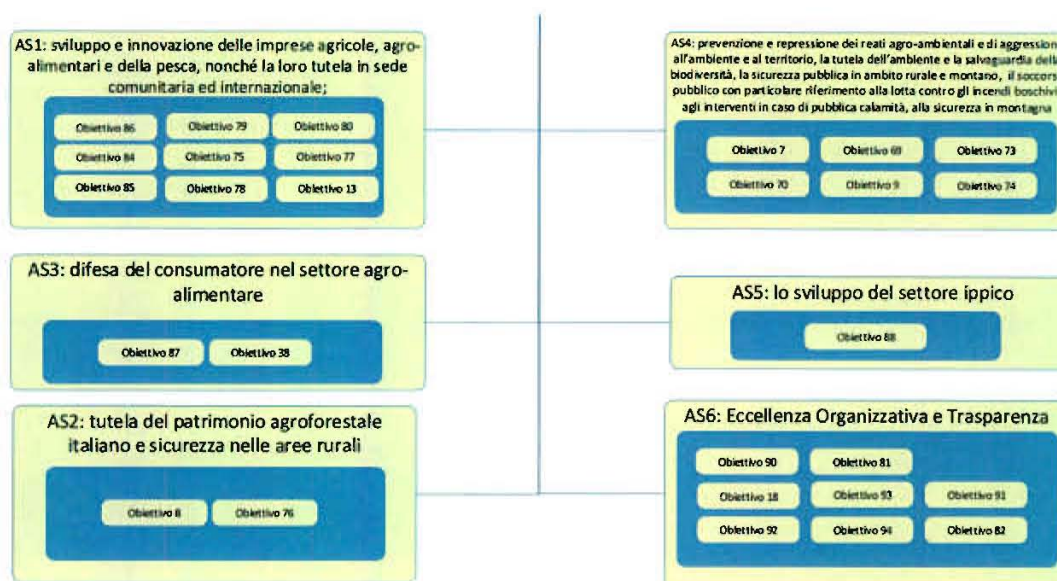 AS1: sviluppo e innovazione delle imprese agricole, agro-
alimentari e della pesca, nonché la loro tutela in sede
comunitaria ed internazionale;
Obiettivo 86 Obiettivo 79 Obiettivo 80
Obiettivo 84 Obiettivo 75 Obiettivo 77
Obiettivo 85 Obiettivo 78 Obiettivo 13
AS3: difesa del consumatore nel settore agro-
alimentare
Obiettivo 87 Obiettivo 38
AS2: tutela del patrimonio agroforestale
italiano e sicurezza nelle aree rurali
Obiettivo 8 Obiettivo 76
AS4: prevenzione e repressione dei reati agro-ambientali e di aggression
all'ambiente e al territorio, la tutela dell'ambiente e la salvaguardia dell
biodiversità, la sicurezza pubblica in ambito rurale e montano, il soccors
pubblico con particolare riferimento alla lotta contro gli incendi boschivi
agli interventi in caso di pubblica calamità, alla sicurezza in montagna
Obiettivo 7 Obiettivo 69 Obiettivo 73
Obiettivo 70 Obiettivo 9 Obiettivo 74
AS5: lo sviluppo del settore ippico
Obiettivo 88
AS6: Eccellenza Organizzativa e Trasparenza
Obiettivo 90 Obiettivo 81
Obiettivo 18 Obiettivo 93 Obiettivo 91
Obiettivo 92 Obiettivo 94 Obiettivo 82